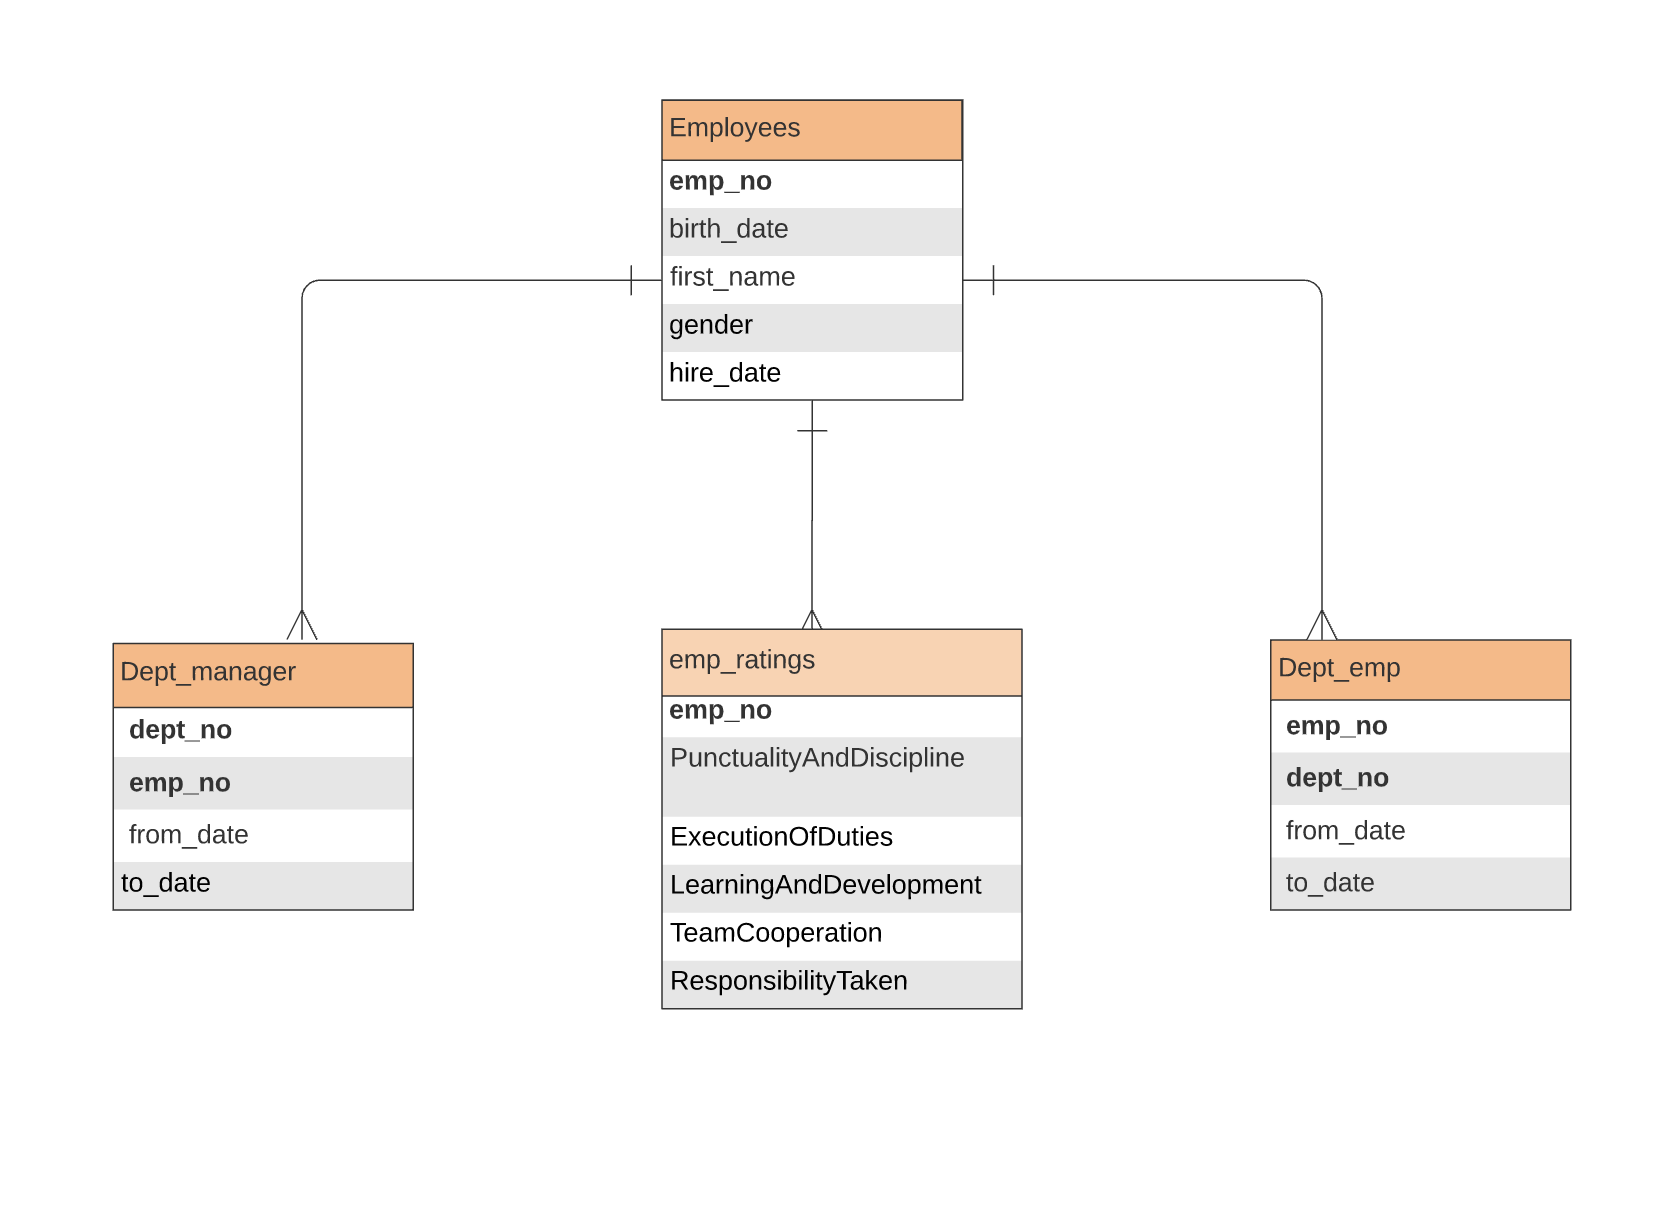 Employees
emp_no
birth_date
first_name
gender
hire_date
Dept_manager
dept_no
emp_no
from_date
to_date
emp_ratings
emp_no
PunctualityAndDiscipline
ExecutionOfDuties
LearningAndDevelopment
TeamCooperation
ResponsibilityTaken
Dept_emp
emp_no
dept_no
from_date
to_date